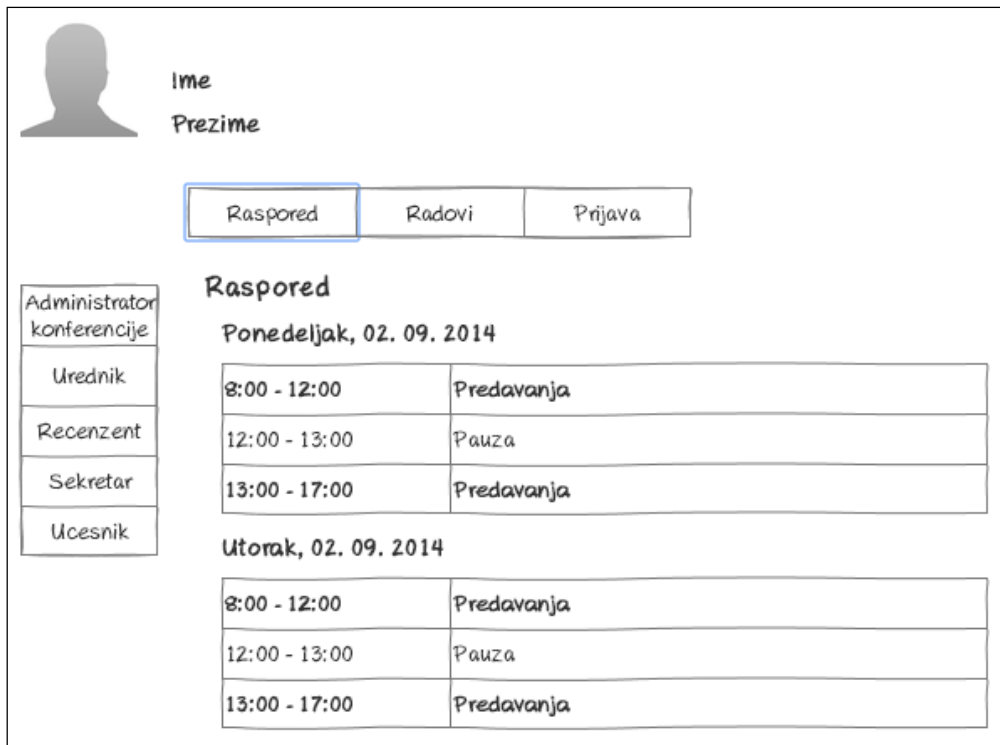 Ime
Prezime
Raspored Radovi Prijava
Administrator
konferencije
Urednik
Recenzent
Sekretar
Ucesnik
Raspored
Ponedeljak, 02. 09. 2014
8:00 - 12:00 Predavanja
12:00 - 13:00 Pauza
13:00 - 17:00 Predavanja
Utorak, 02. 09. 2014
8:00 - 12:00 Predavanja
12:00 - 13:00 Pauza
13:00 - 17:00 Predavanja